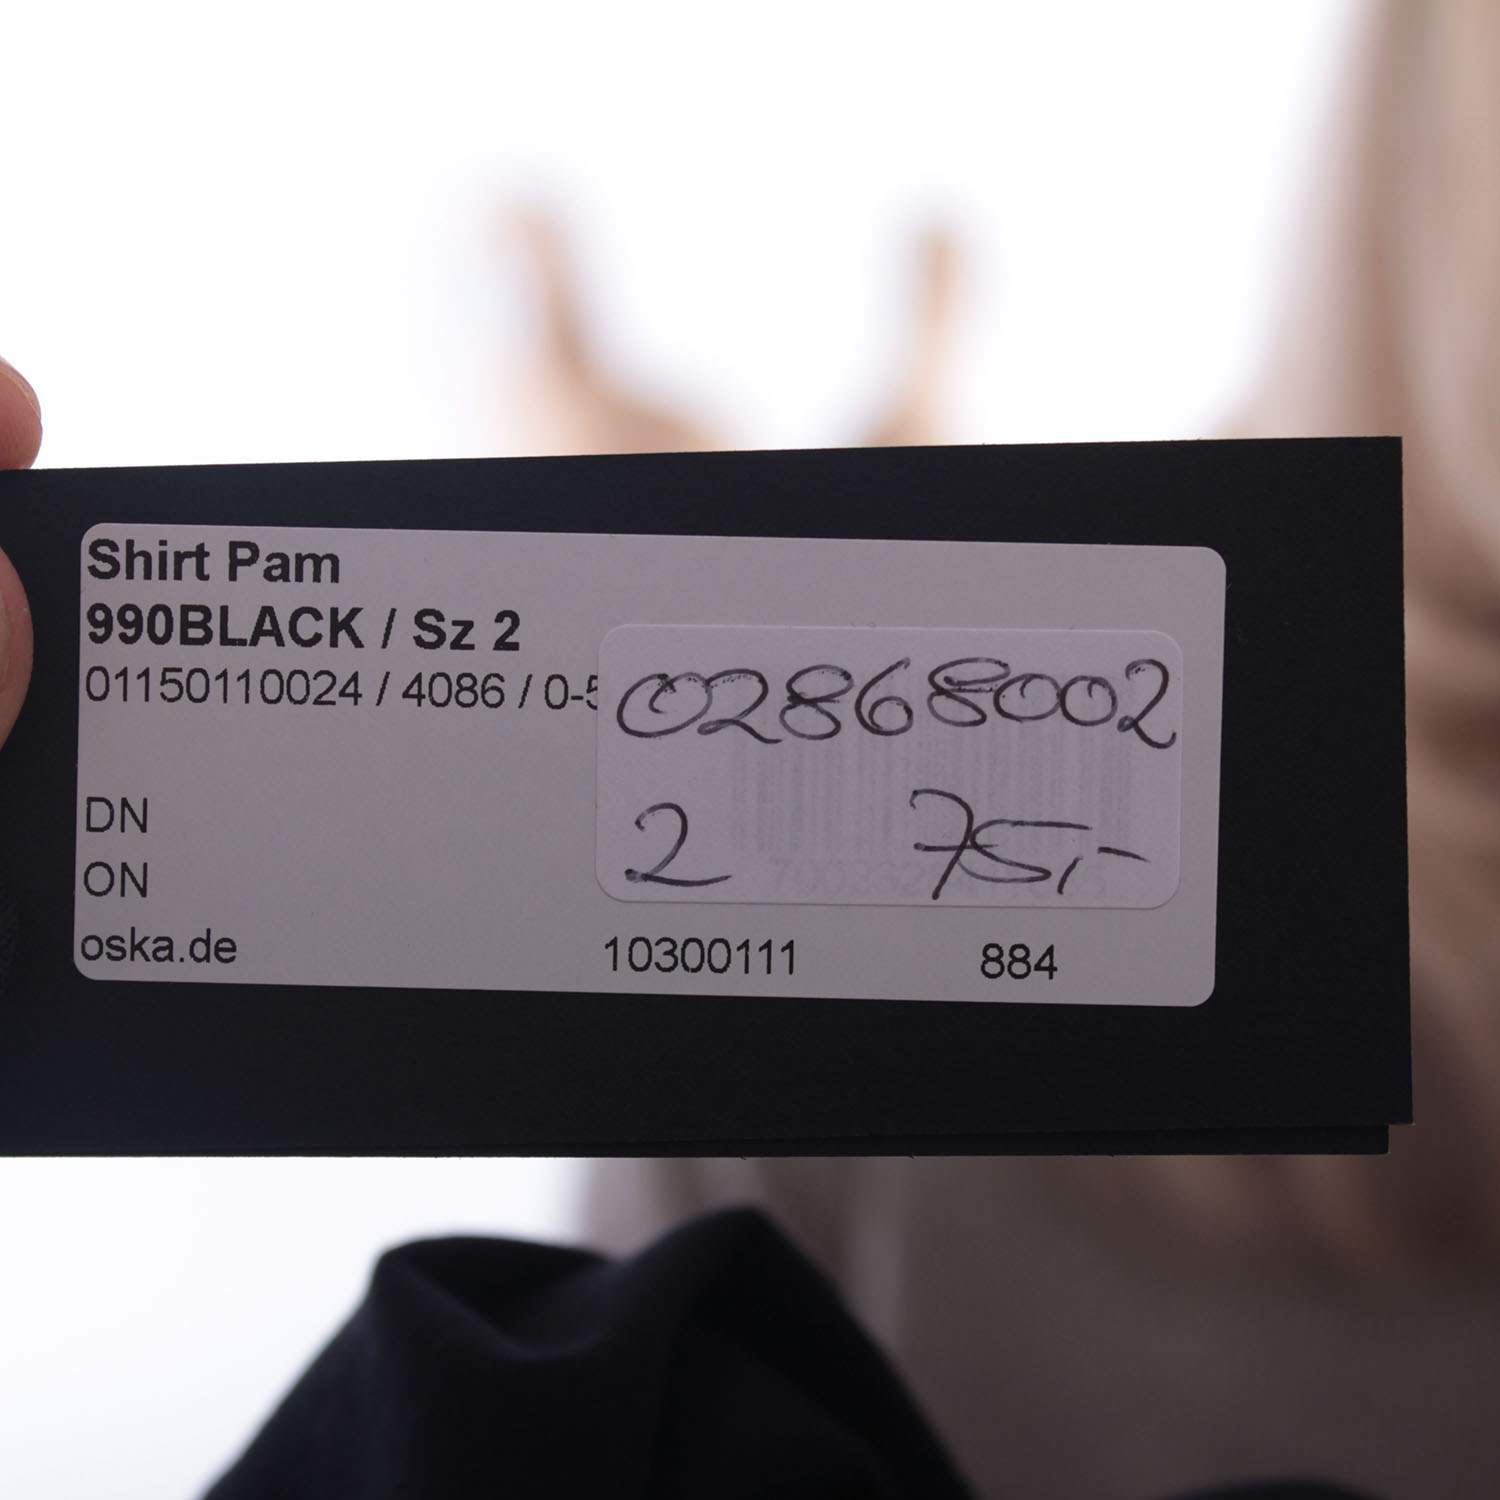 Shirt Pam
990BLACK / Sz 2
01150110024 / 4086 / 0-5
02868002
2 75,-
DN
ON
oska.de 10300111 884